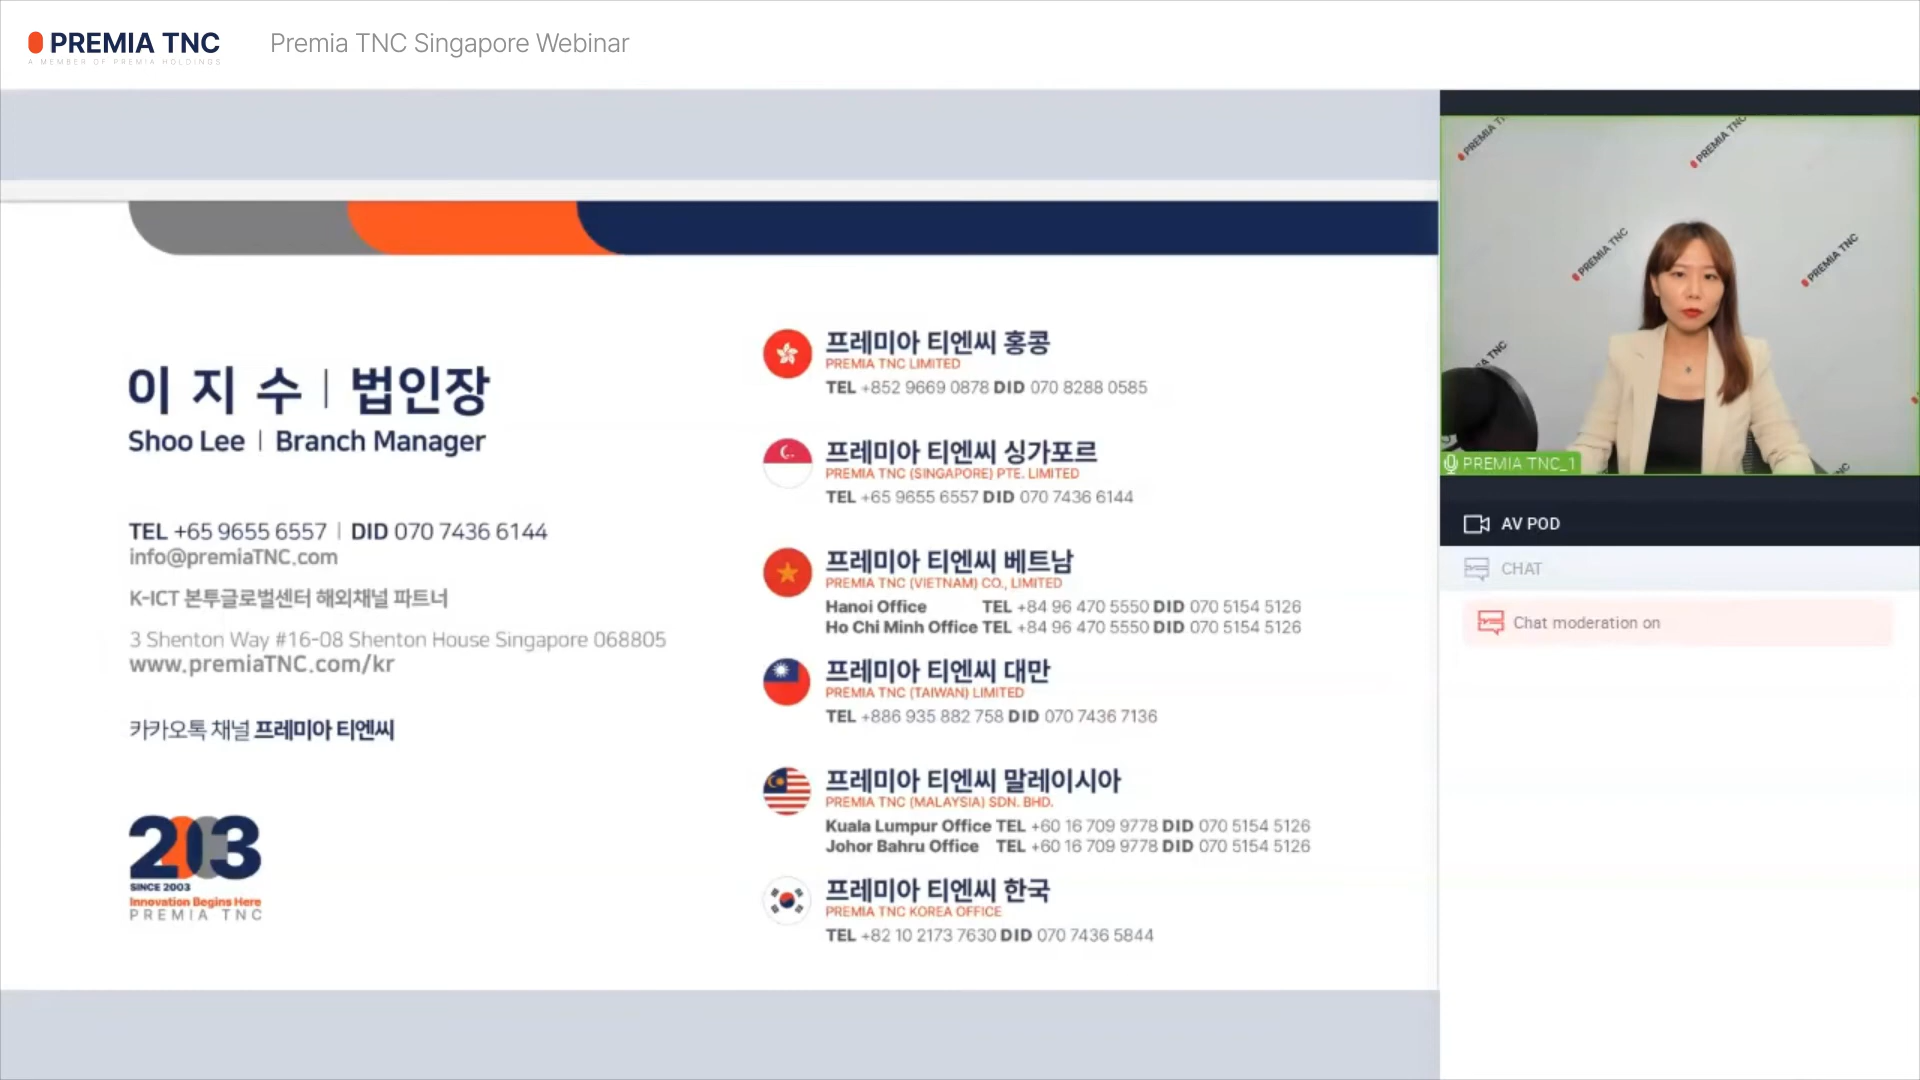 PREMIA TNC
A MEMBER OF PREMIA HOLDINGS
Premia TNC Singapore Webinar
이 지 수 | 법인장
Shoo Lee | Branch Manager
TEL +65 9655 6557 | DID 070 7436 6144
info@premiaTNC.com
K-ICT 본투글로벌센터 해외채널 파트너
3 Shenton Way #16-08 Shenton House Singapore 068805
www.premiaTNC.com/kr
카카오톡 채널 프레미아 티엔씨
2003
SINCE 2003
Innovation Begins Here
PREMIA TNC
프레미아 티엔씨 홍콩
PREMIA TNC LIMITED
TEL +852 9669 0878 DID 070 8288 0585
프레미아 티엔씨 싱가포르
PREMIA TNC (SINGAPORE) PTE. LIMITED
TEL +65 9655 6557 DID 070 7436 6144
프레미아 티엔씨 베트남
PREMIA TNC (VIETNAM) CO., LIMITED
Hanoi Office TEL +84 96 470 5550 DID 070 5154 5126
Ho Chi Minh Office TEL +84 96 470 5550 DID 070 5154 5126
프레미아 티엔씨 대만
PREMIA TNC (TAIWAN) LIMITED
TEL +886 935 882 758 DID 070 7436 7136
프레미아 티엔씨 말레이시아
PREMIA TNC (MALAYSIA) SDN. BHD.
Kuala Lumpur Office TEL +60 16 709 9778 DID 070 5154 5126
Johor Bahru Office TEL +60 16 709 9778 DID 070 5154 5126
프레미아 티엔씨 한국
PREMIA TNC KOREA OFFICE
TEL +82 10 2173 7630 DID 070 7436 5844
PREMIA TNC
PREMIA TNC
PREMIA TNC
PREMIA TNC_1
AV POD
CHAT
Chat moderation on